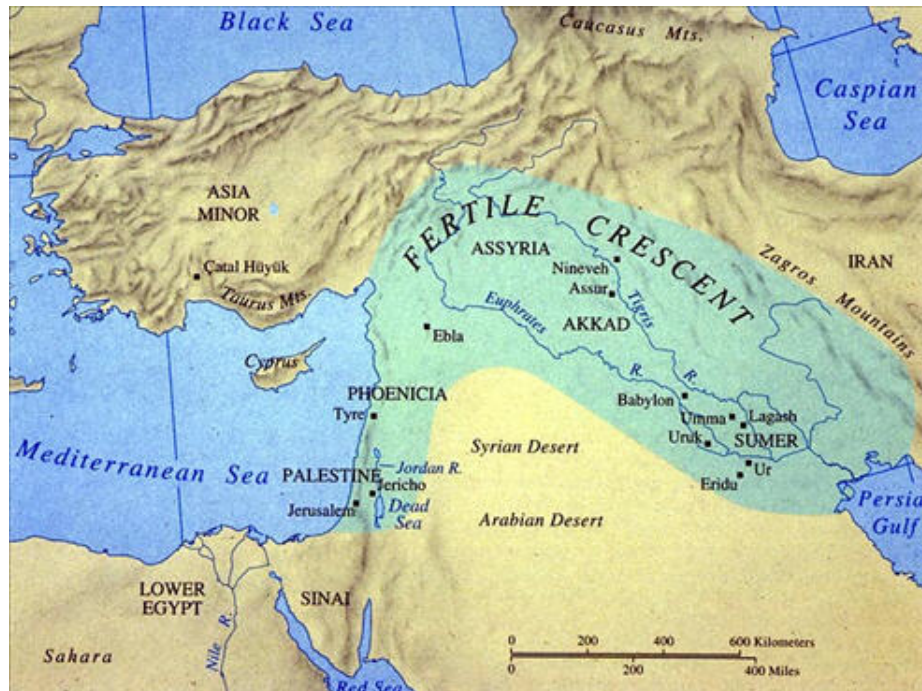 Black Sea
Caucasus Mts.
Caspian
Sea
ASIA
MINOR
FERTILE CRESCENT
ASSYRIA
Zagros Mountains
IRAN
Çatal Hüyük
Taurus Mts.
Nineveh
Assur
Tigris R.
Euphrates R.
AKKAD
Ebla
Cyprus
PHOENICIA
Tyre
Babylon
Umma
Lagash
Uruk
SUMER
Ur
Eridu
Syrian Desert
Mediterranean Sea
PALESTINE
Jordan R.
Jericho
Jerusalem
Dead
Sea
Arabian Desert
Persian
Gulf
LOWER
EGYPT
SINAI
Nile R.
Sahara
Red Sea
0 200 400 600 Kilometers
0 200 400 Miles